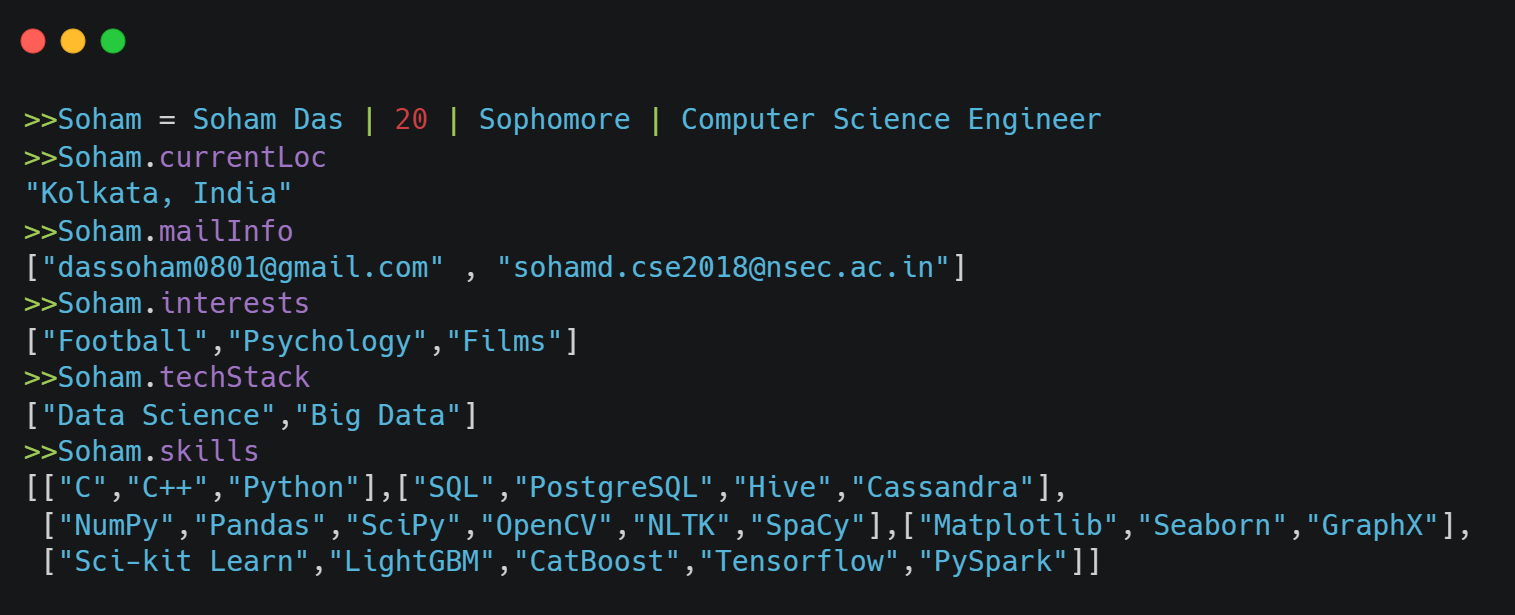 >>Soham = Soham Das | 20 | Sophomore | Computer Science Engineer
>>Soham.currentLoc
"Kolkata, India"
>>Soham.mailInfo
["dassoham0801@gmail.com" , "sohamd.cse2018@nsec.ac.in"]
>>Soham.interests
["Football","Psychology","Films"]
>>Soham.techStack
["Data Science","Big Data"]
>>Soham.skills
[["C","C++","Python"],["SQL","PostgreSQL","Hive","Cassandra"],
 ["NumPy","Pandas","SciPy","OpenCV","NLTK","SpaCy"],["Matplotlib","Seaborn","GraphX"],
 ["Sci-kit Learn","LightGBM","CatBoost","Tensorflow","PySpark"]]